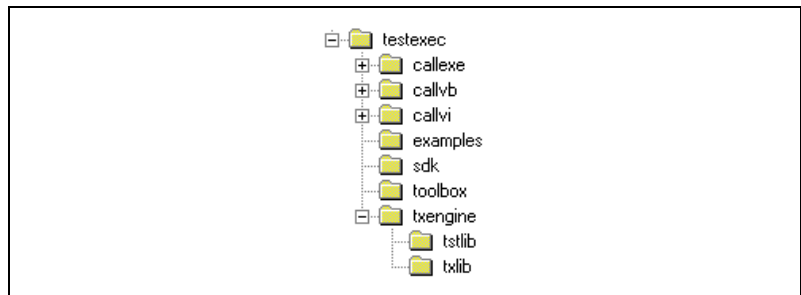 testexec
callexe
callvb
callvi
examples
sdk
toolbox
txengine
tstlib
txlib